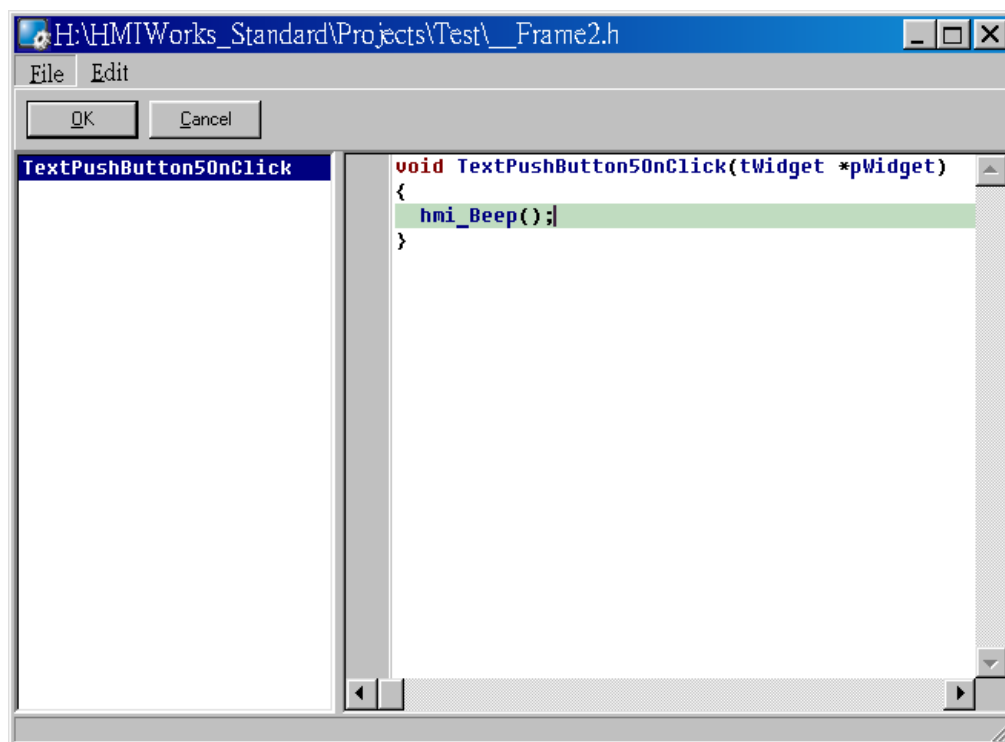 H:\HMIWorks_Standard\Projects\Test\__Frame2.h
File Edit
OK Cancel
TextPushButton5OnClick
void TextPushButton5OnClick(tWidget *pWidget)
{
hmi_Beep();
}